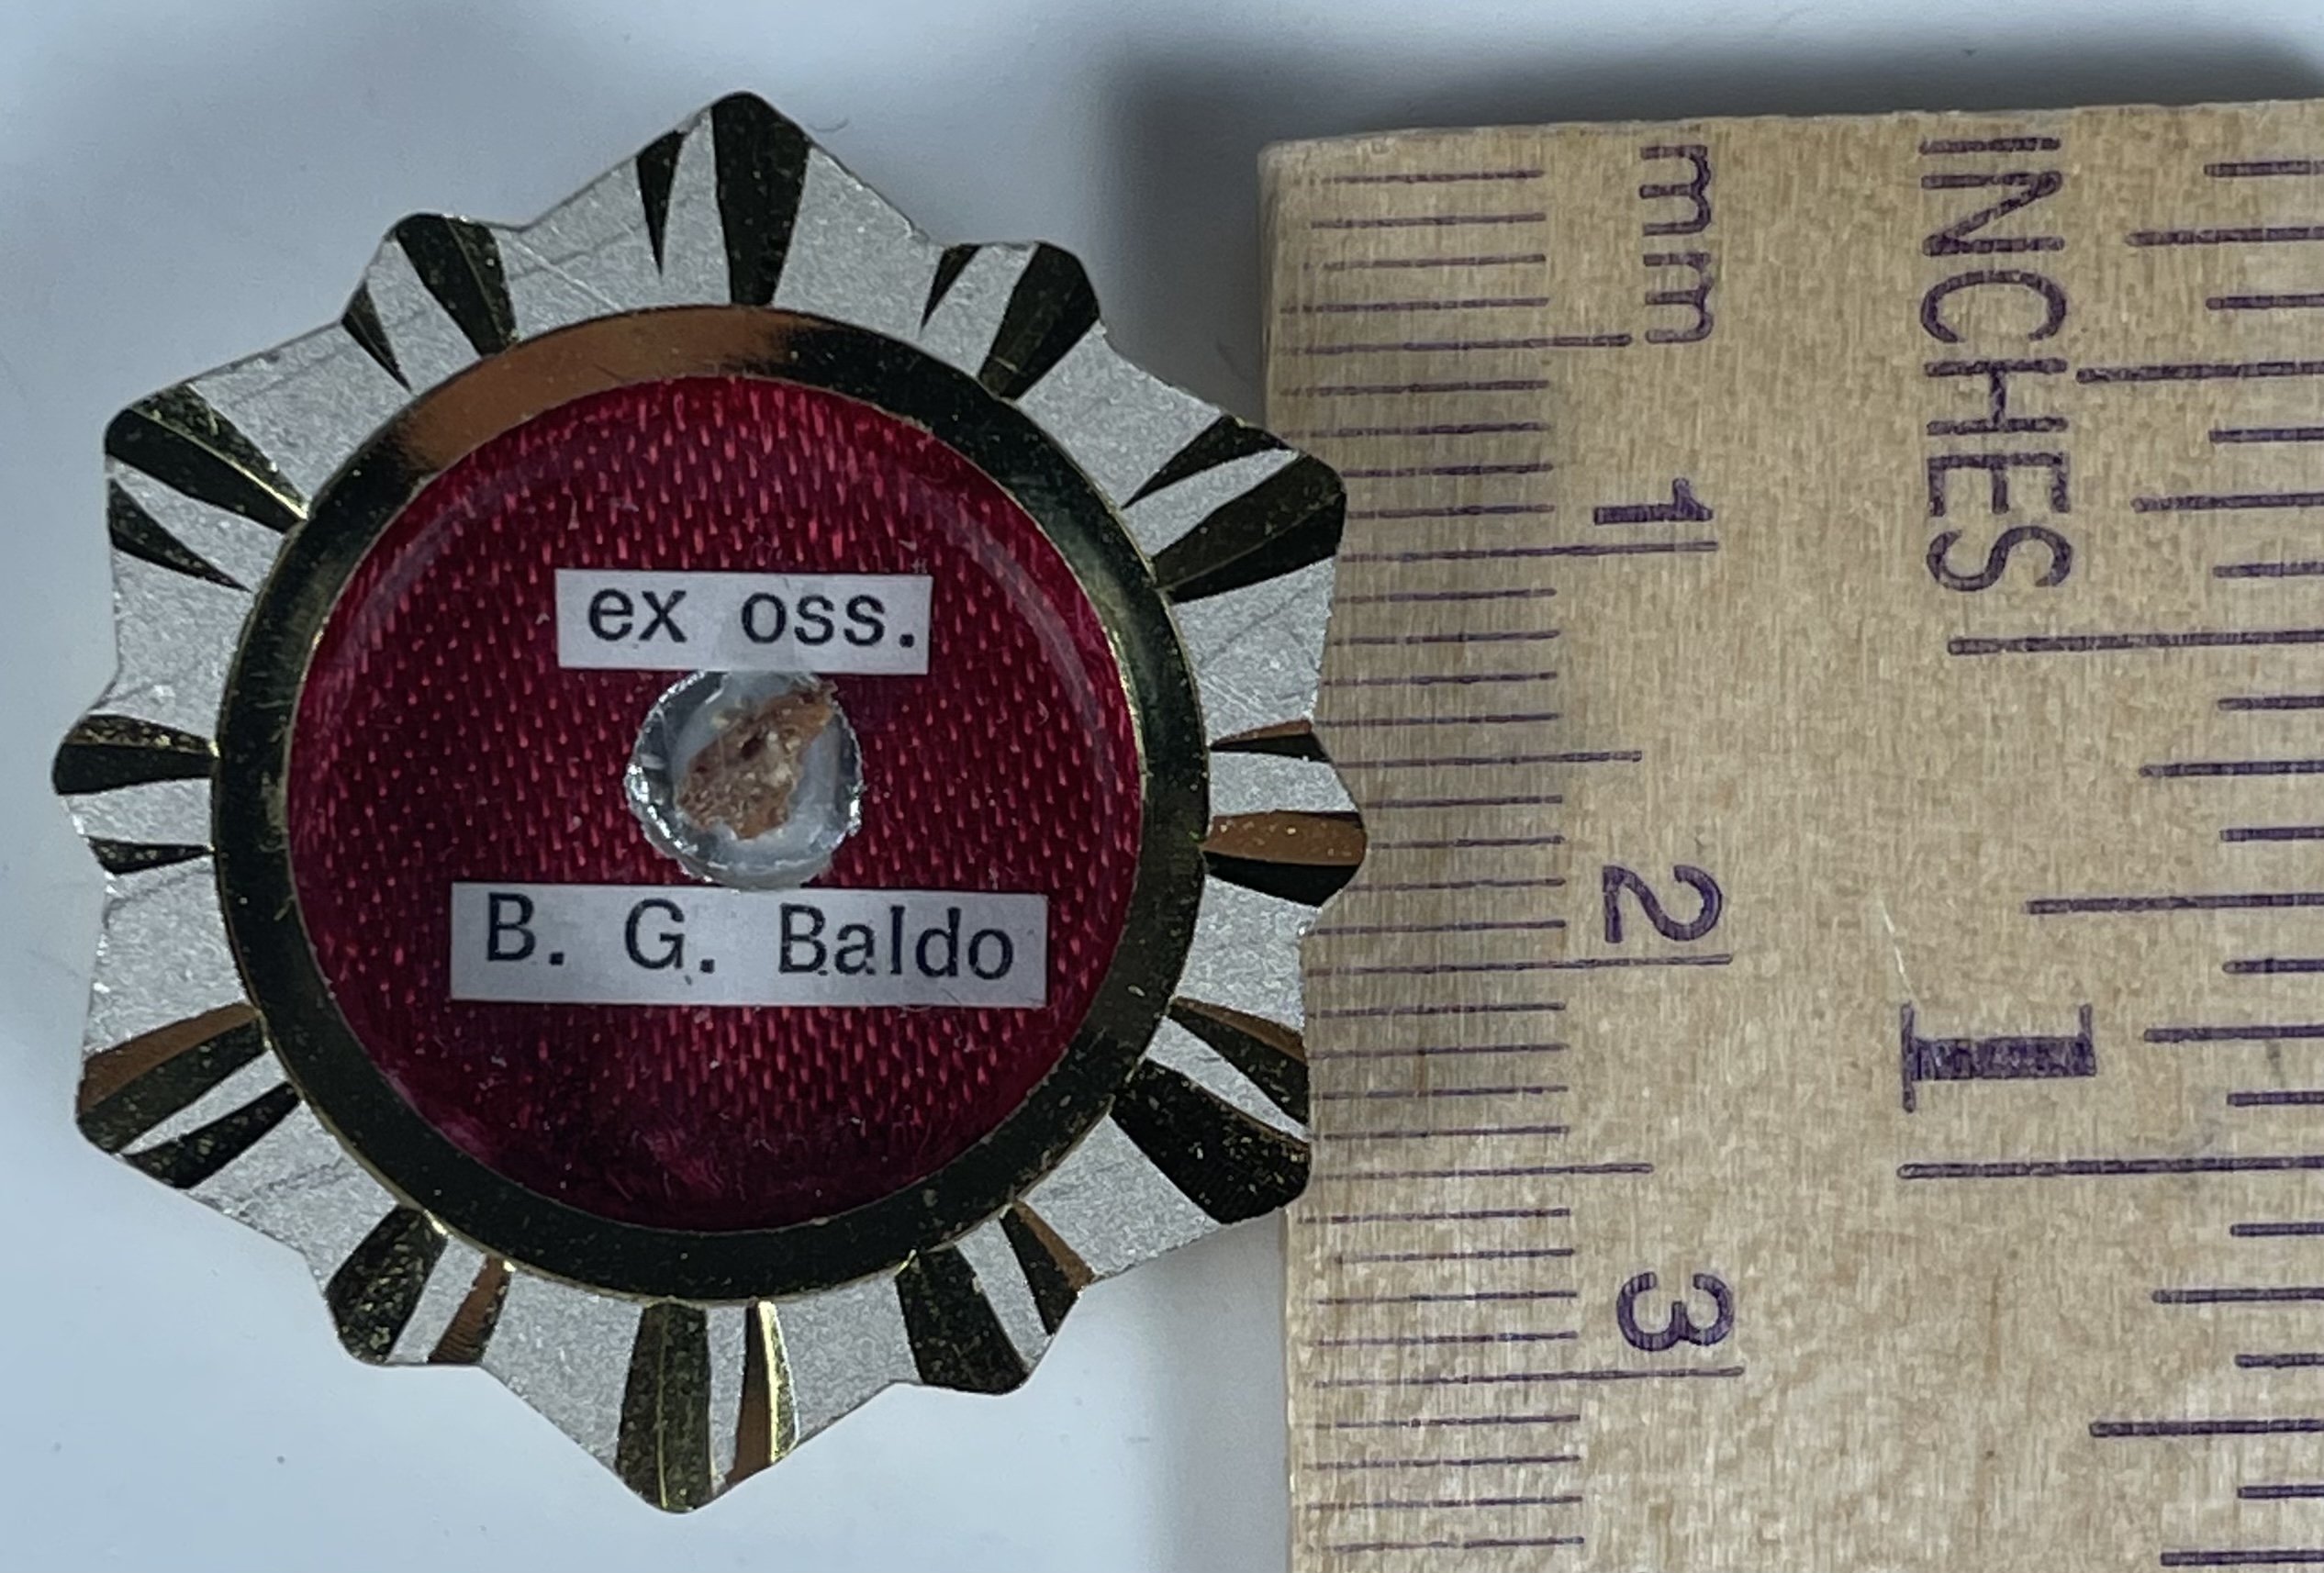 ex oss.
B. G. Baldo
mm
INCHES
1
2
3
1